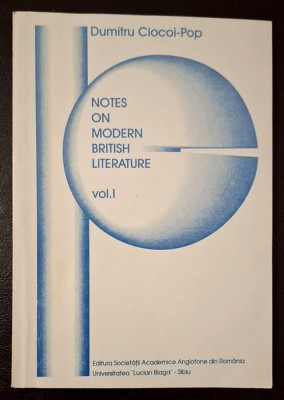 Dumitru Ciocoi-Pop
NOTES
ON
MODERN
BRITISH
LITERATURE
vol.I
Editura Societăţii Academice Anglofone din România
Universitatea "Lucian Blaga" - Sibiu